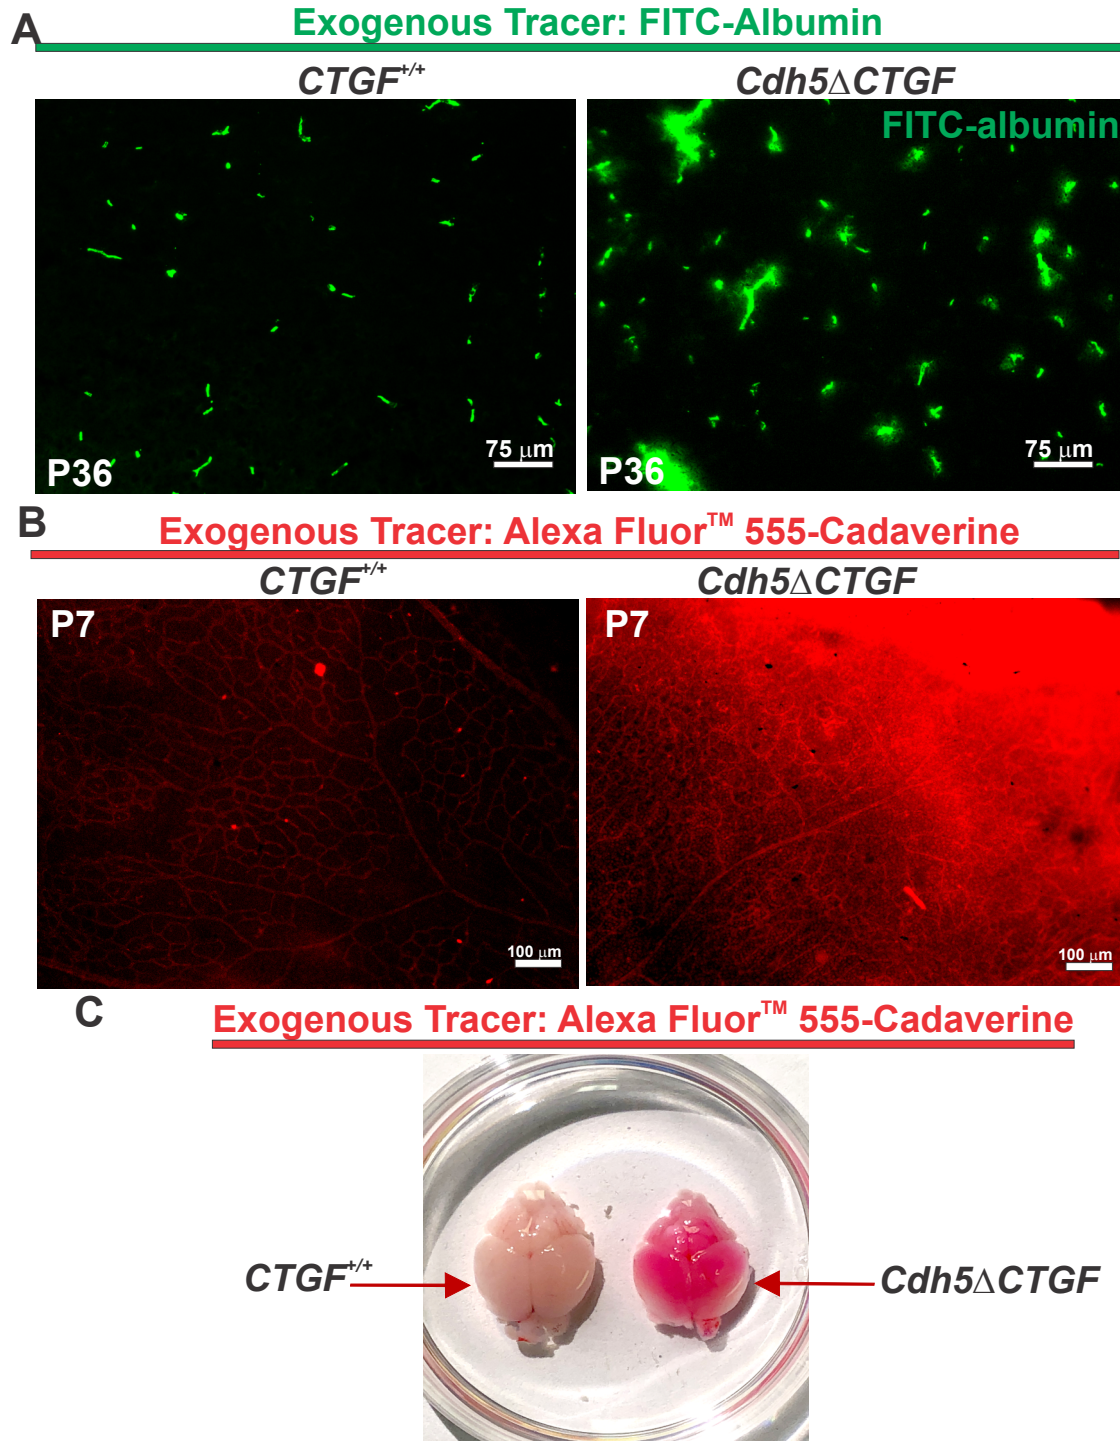 A
Exogenous Tracer: FITC-Albumin
CTGF+/+
Cdh5ΔCTGF
FITC-albumin
75 μm
P36
75 μm
P36
B
Exogenous Tracer: Alexa Fluor™ 555-Cadaverine
CTGF+/+
Cdh5ΔCTGF
P7
100 μm
P7
100 μm
C
Exogenous Tracer: Alexa Fluor™ 555-Cadaverine
CTGF+/+
Cdh5ΔCTGF